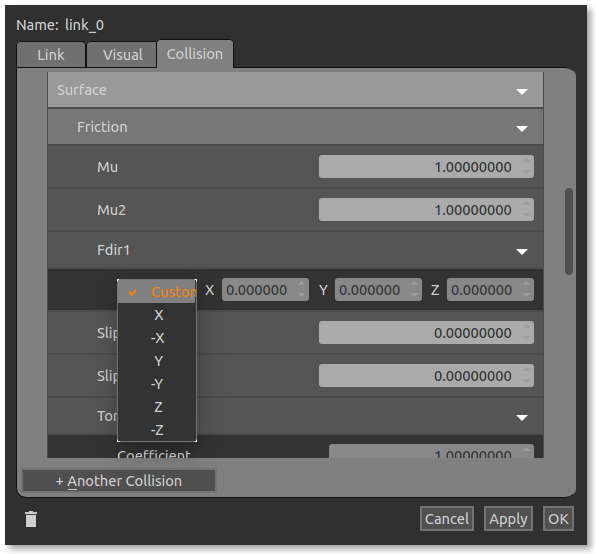 Name: link_0
Link Visual Collision
Surface
Friction
Mu 1.00000000
Mu2 1.00000000
Fdir1
Custon X 0.000000 Y 0.000000 Z 0.000000
X
Slip 0.00000000
-X
Y
Slip 0.00000000
-Y
Z
Tor
-Z
Coefficient 1.00000000
+ Another Collision
Cancel Apply OK